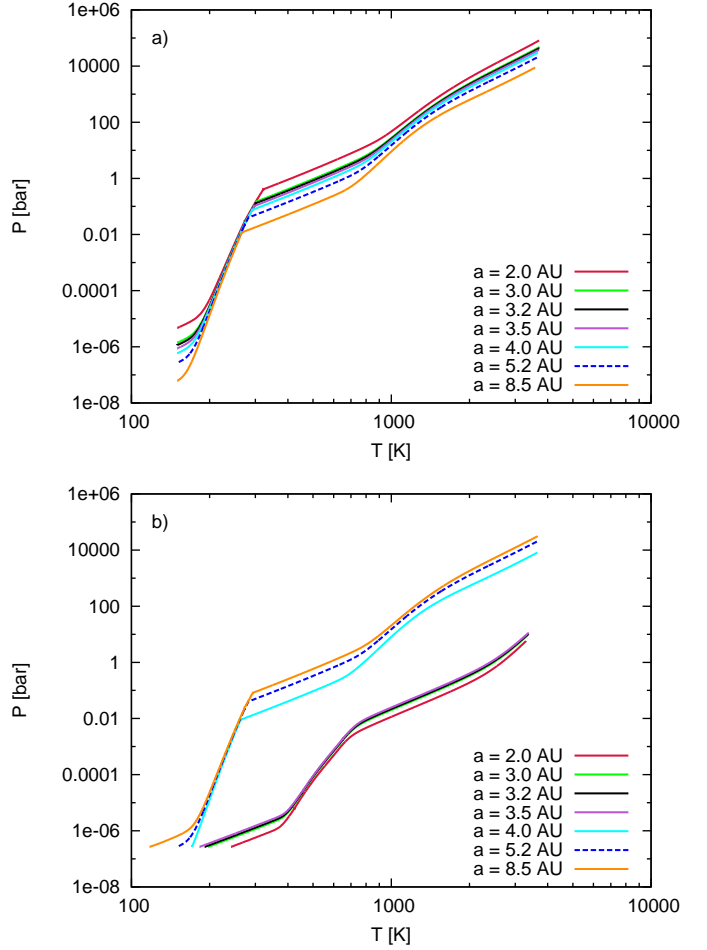 1e+06
a)
10000
100
1
P [bar]
0.01
0.0001
1e-06
1e-08
a = 2.0 AU
a = 3.0 AU
a = 3.2 AU
a = 3.5 AU
a = 4.0 AU
a = 5.2 AU
a = 8.5 AU
100
1000
10000
T [K]
1e+06
b)
10000
100
1
P [bar]
0.01
0.0001
1e-06
1e-08
a = 2.0 AU
a = 3.0 AU
a = 3.2 AU
a = 3.5 AU
a = 4.0 AU
a = 5.2 AU
a = 8.5 AU
100
1000
10000
T [K]